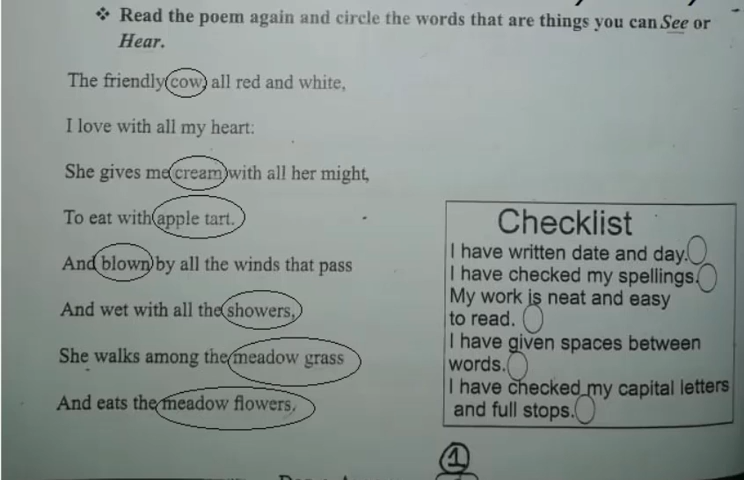 ❖ Read the poem again and circle the words that are things you can See or
Hear.
The friendly cow, all red and white,
I love with all my heart:
She gives me cream with all her might,
To eat with apple tart.
And blown by all the winds that pass
And wet with all the showers,
She walks among the meadow grass
And eats the meadow flowers.
Checklist
I have written date and day.
I have checked my spellings.
My work is neat and easy
to read.
I have given spaces between
words.
I have checked my capital letters
and full stops.
1